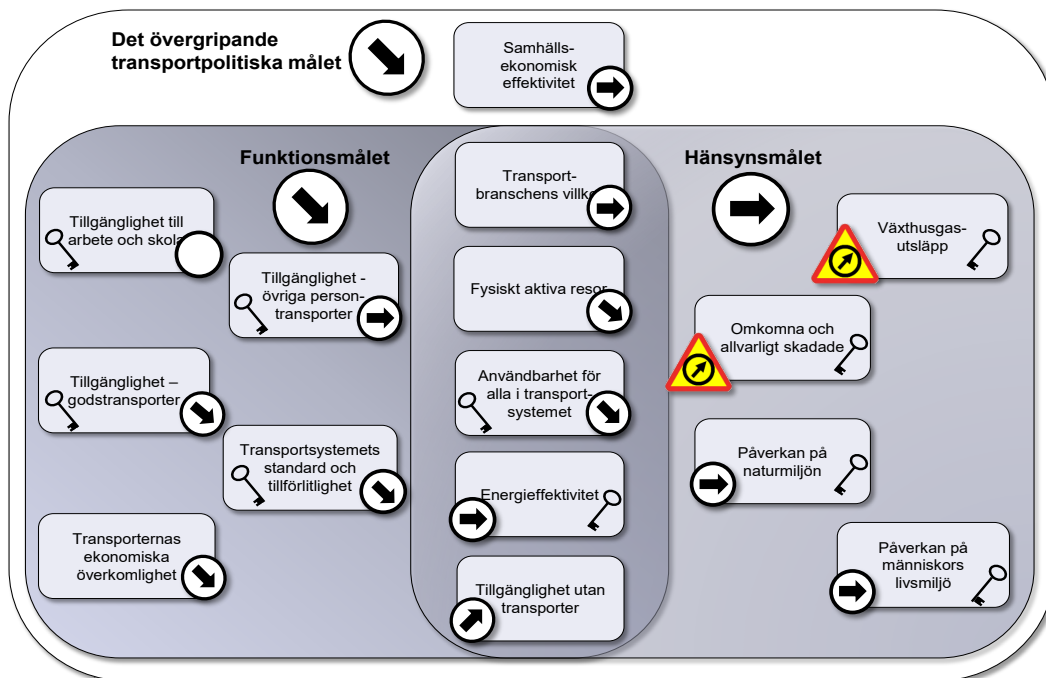 Det övergripande
transportpolitiska målet
Samhälls-
ekonomisk
effektivitet
Funktionsmålet
Hänsynsmålet
Transport-
branschens villko
Tillgänglighet till
arbete och skola
Växthusgas-
utsläpp
Tillgänglighet -
övriga person-
transporter
Fysiskt aktiva resor
Omkomna och
allvarligt skadade
Tillgänglighet –
godstransporter
Användbarhet för
alla i transport-
systemet
Transportsystemets
standard och
tillförlitlighet
Påverkan på
naturmiljön
Energieffektivitet
Transporternas
ekonomiska
överkomlighet
Påverkan på
människors
livsmiljö
Tillgänglighet utan
transporter